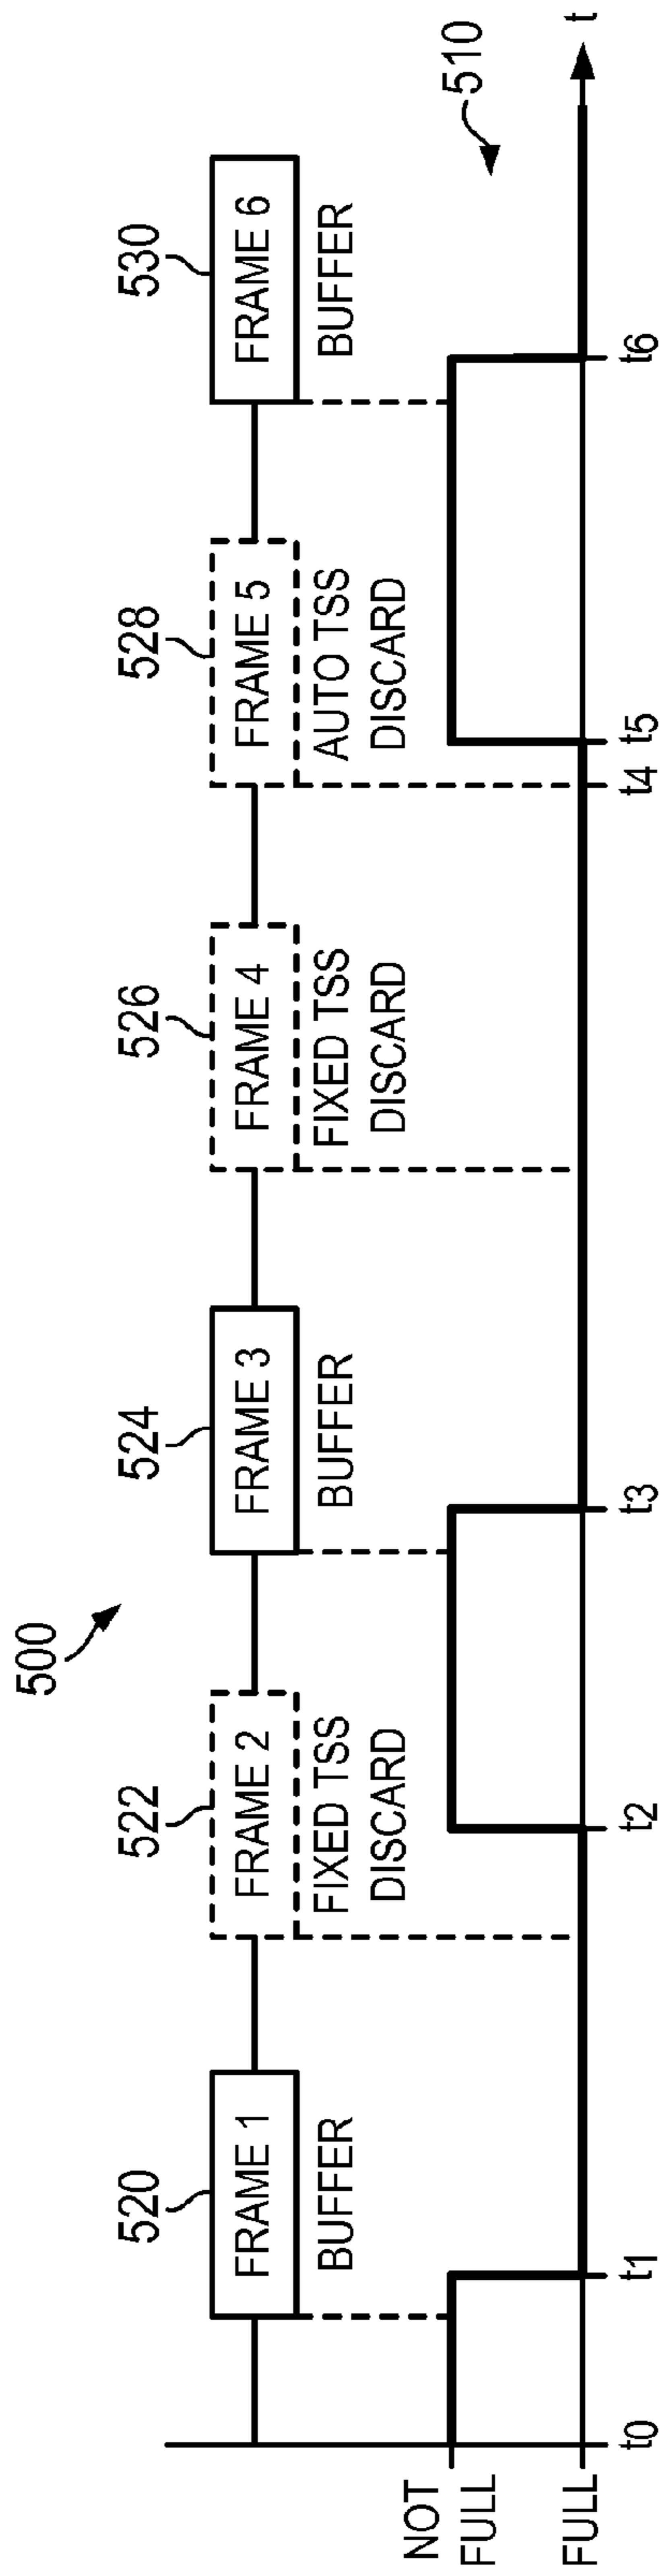 500
520
522
524
526
528
530
FRAME 1
FRAME 2
FRAME 3
FRAME 4
FRAME 5
FRAME 6
BUFFER
FIXED TSS
DISCARD
BUFFER
FIXED TSS
DISCARD
AUTO TSS
DISCARD
BUFFER
510
NOT
FULL
FULL
t0
t1
t2
t3
t4
t5
t6
t